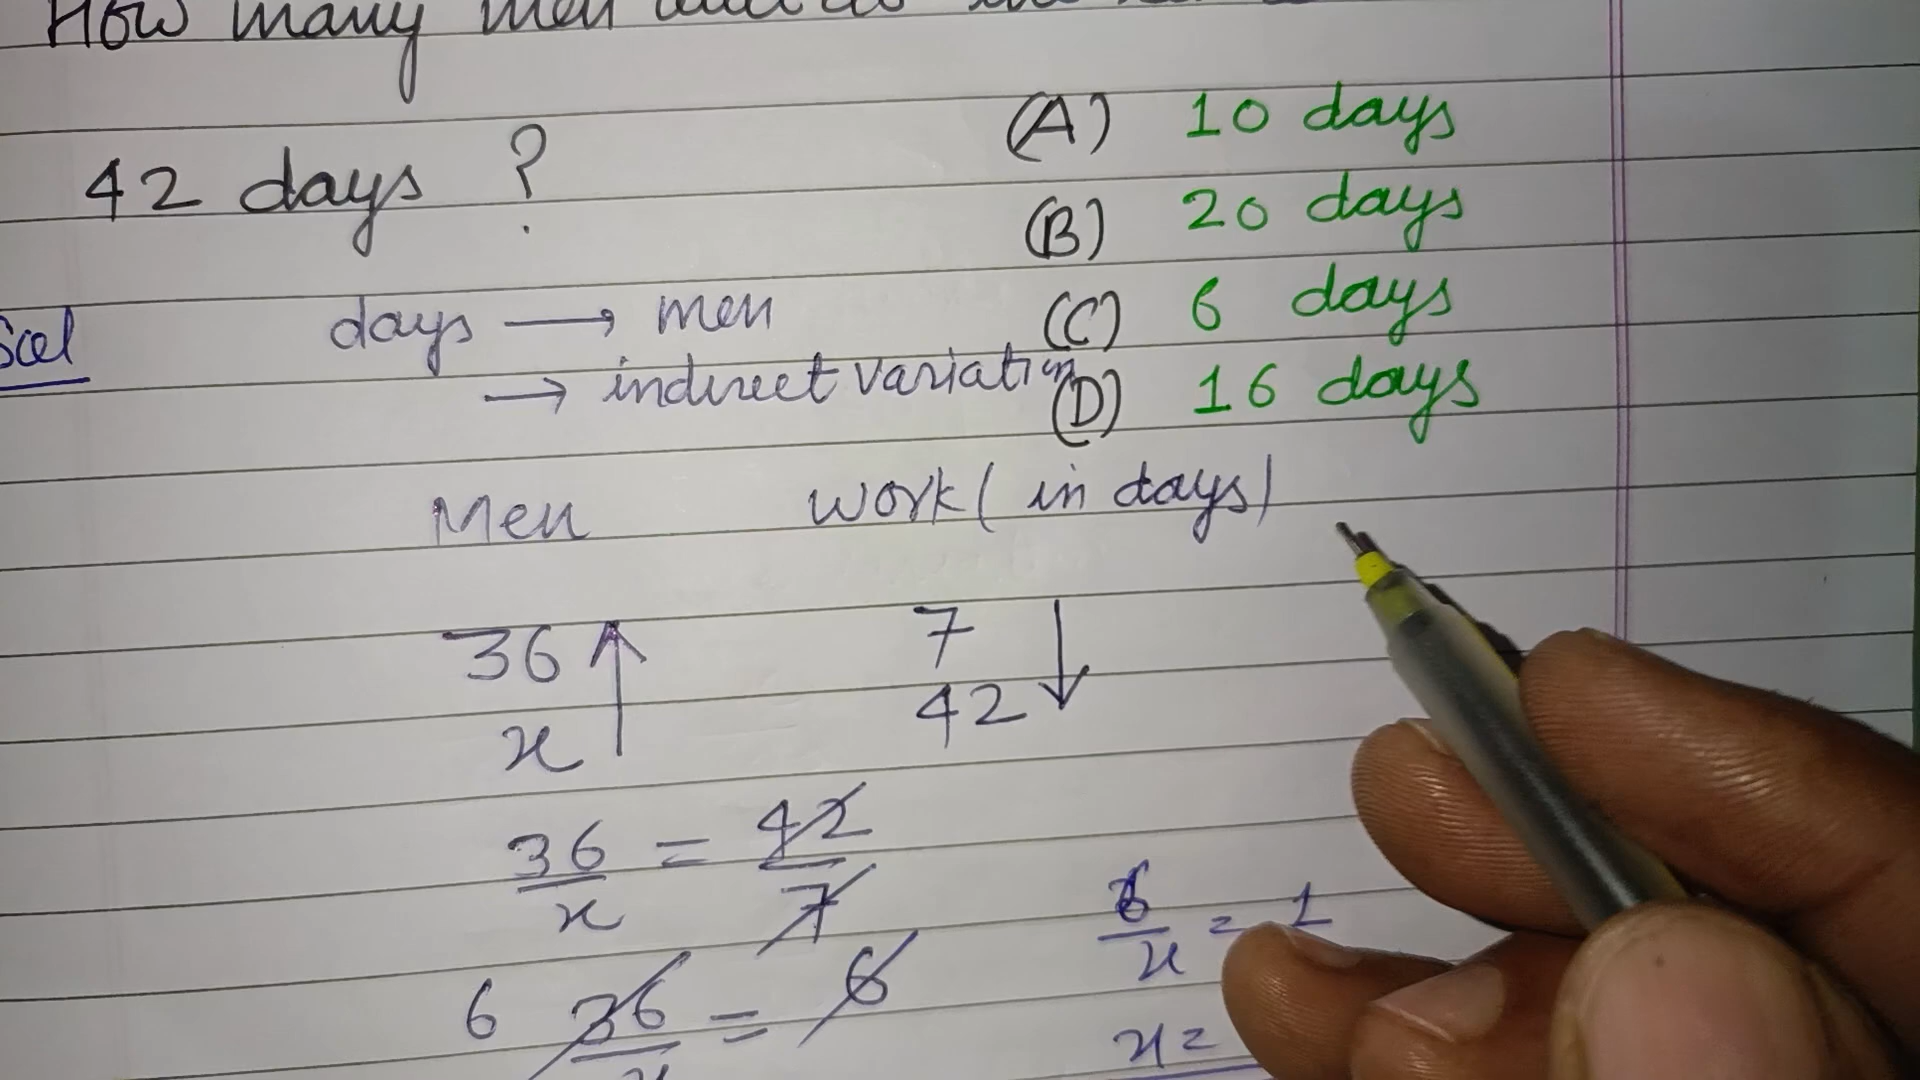 How many men
42 days ?
(A) 10 days
(B) 20 days
(C) 6 days
(D) 16 days
Sol
days → men
→ indirect variation
Men work ( in days)
36 ↑ 7 ↓
x 42
36/x = 42/7
6 36/x = 6
6/x = 1
x =